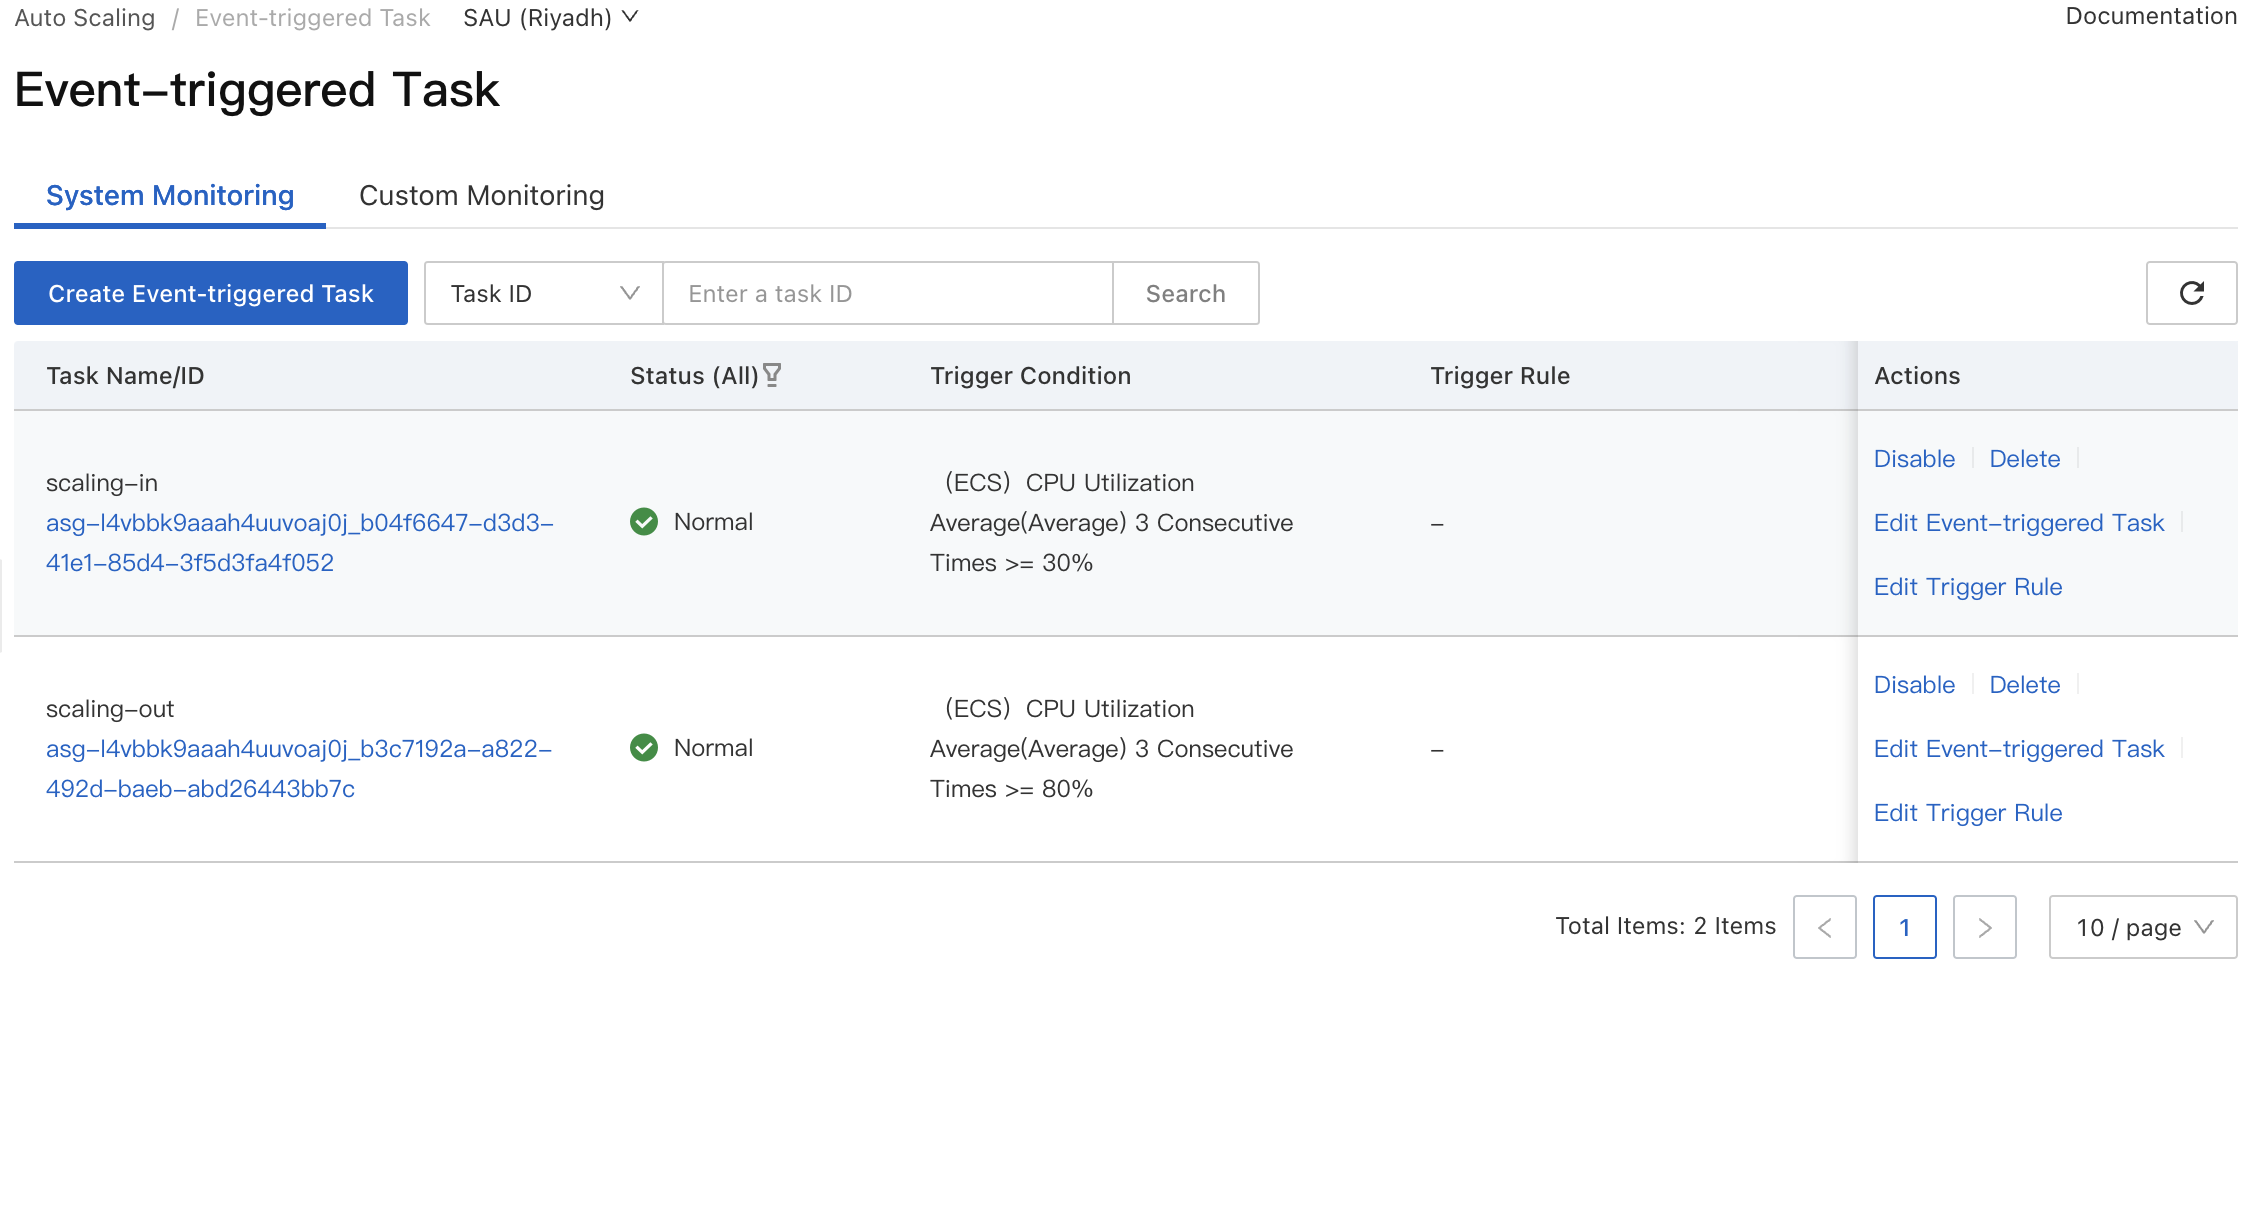 Auto Scaling / Event-triggered Task SAU (Riyadh) Documentation
Event-triggered Task
System Monitoring Custom Monitoring
Create Event-triggered Task Task ID Enter a task ID Search
Task Name/ID Status (All) Trigger Condition Trigger Rule Actions
scaling-in
asg-l4vbbk9aaah4uuvoaj0j_b04f6647-d3d3-
41e1-85d4-3f5d3fa4f052
Normal
(ECS) CPU Utilization
Average(Average) 3 Consecutive
Times >= 30%
–
Disable Delete
Edit Event-triggered Task
Edit Trigger Rule
scaling-out
asg-l4vbbk9aaah4uuvoaj0j_b3c7192a-a822-
492d-baeb-abd26443bb7c
Normal
(ECS) CPU Utilization
Average(Average) 3 Consecutive
Times >= 80%
–
Disable Delete
Edit Event-triggered Task
Edit Trigger Rule
Total Items: 2 Items < 1 > 10 / page